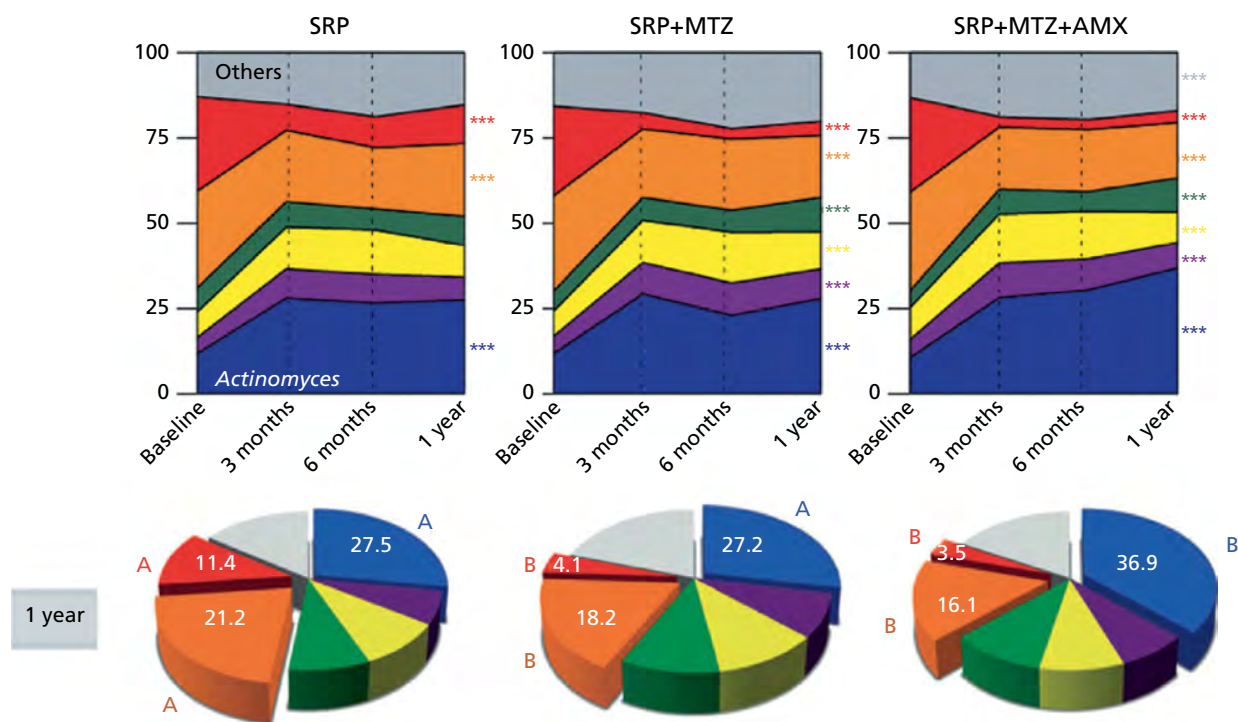 SRP
SRP+MTZ
SRP+MTZ+AMX
100
75
50
25
0
Others
Actinomyces
***
***
***
Baseline
3 months
6 months
1 year
100
75
50
25
0
***
***
***
***
***
***
Baseline
3 months
6 months
1 year
100
75
50
25
0
***
***
***
***
***
***
***
Baseline
3 months
6 months
1 year
1 year
A
27.5
A
11.4
21.2
A
A
27.2
B
4.1
18.2
B
B
36.9
B
3.5
16.1
B